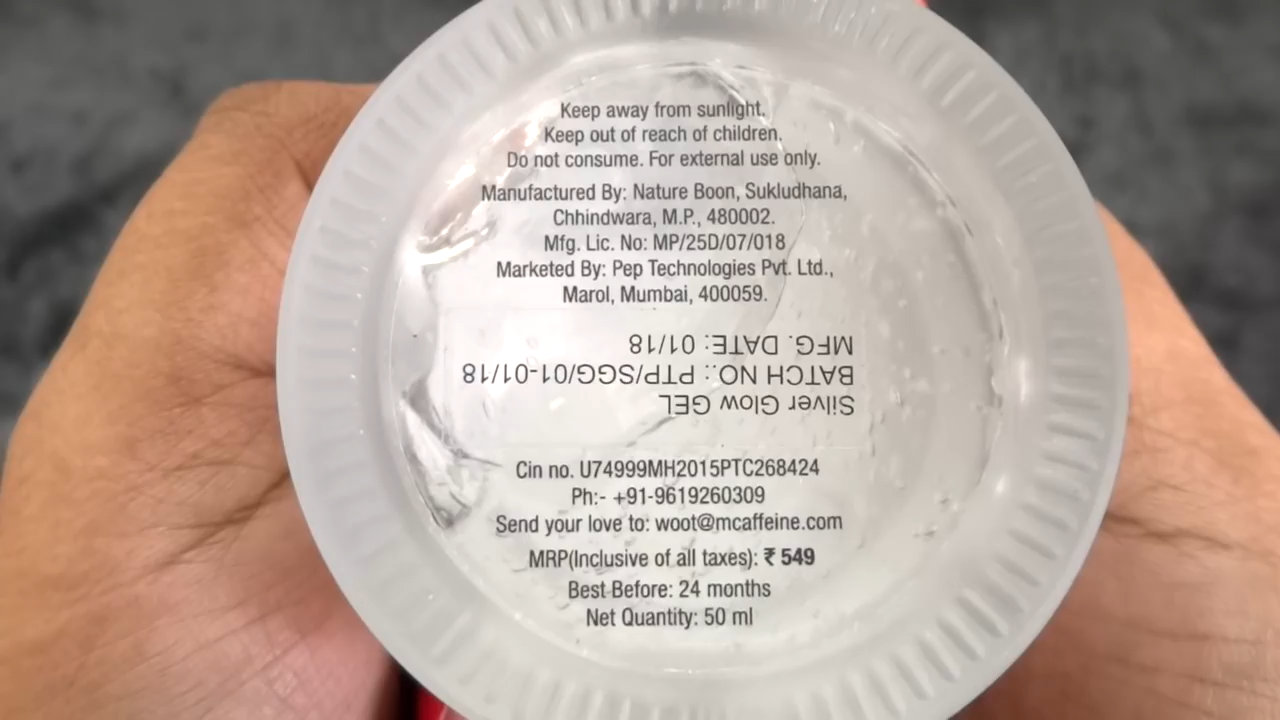 Keep away from sunlight.
Keep out of reach of children.
Do not consume. For external use only.
Manufactured By: Nature Boon, Sukludhana,
Chhindwara, M.P., 480002.
Mfg. Lic. No: MP/25D/07/018
Marketed By: Pep Technologies Pvt. Ltd.,
Marol, Mumbai, 400059.
Silver Glow GEL
BATCH NO.: PTP/SGG/01-01/18
MFG. DATE: 01/18
Cin no. U74999MH2015PTC268424
Ph:- +91-9619260309
Send your love to: woot@mcaffeine.com
MRP(Inclusive of all taxes): ₹ 549
Best Before: 24 months
Net Quantity: 50 ml